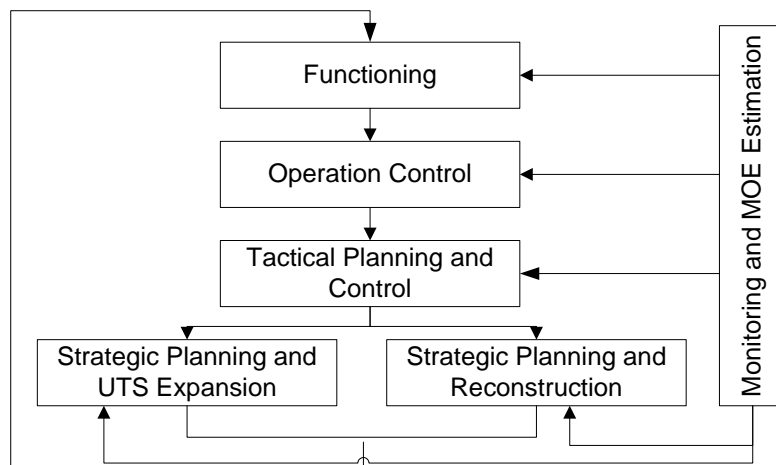 Functioning
Operation Control
Tactical Planning and
Control
Strategic Planning and
UTS Expansion
Strategic Planning and
Reconstruction
Monitoring and MOE Estimation